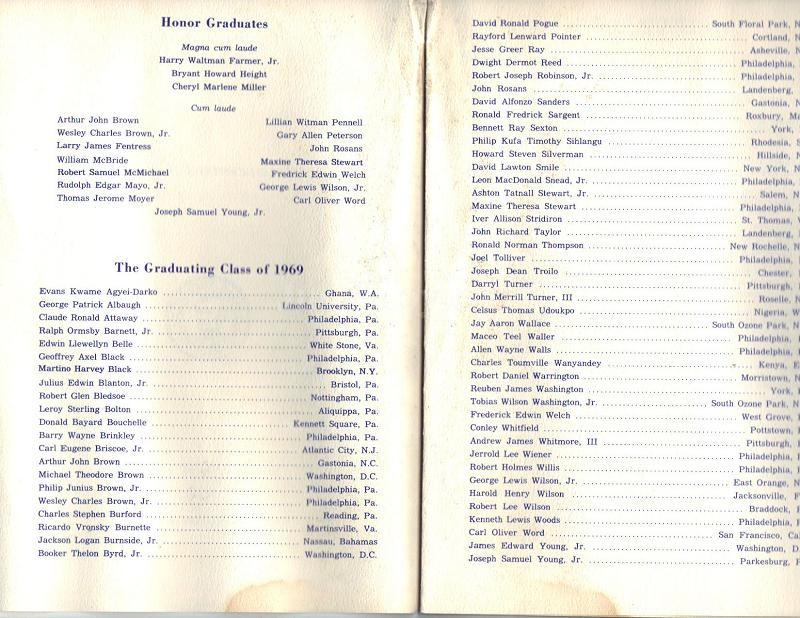 Honor Graduates
Magna cum laude
Harry Waltman Farmer, Jr.
Bryant Howard Height
Cheryl Marlene Miller
Cum laude
Arthur John Brown
Wesley Charles Brown, Jr.
Larry James Fentress
William McBride
Robert Samuel McMichael
Rudolph Edgar Mayo, Jr.
Thomas Jerome Moyer
Lillian Witman Pennell
Gary Allen Peterson
John Rosans
Maxine Theresa Stewart
Fredrick Edwin Welch
George Lewis Wilson, Jr.
Carl Oliver Word
Joseph Samuel Young, Jr.
The Graduating Class of 1969
Evans Kwame Agyei-Darko ........ Ghana, W.A.
George Patrick Albaugh ........ Lincoln University, Pa.
Claude Ronald Attaway ........ Philadelphia, Pa.
Ralph Ormsby Barnett, Jr. ........ Pittsburgh, Pa.
Edwin Llewellyn Belle ........ White Stone, Va.
Geoffrey Axel Black ........ Philadelphia, Pa.
Martino Harvey Black ........ Brooklyn, N.Y.
Julius Edwin Blanton, Jr. ........ Bristol, Pa.
Robert Glen Bledsoe ........ Nottingham, Pa.
Leroy Sterling Bolton ........ Aliquippa, Pa.
Donald Bayard Bouchelle ........ Kennett Square, Pa.
Barry Wayne Brinkley ........ Philadelphia, Pa.
Carl Eugene Briscoe, Jr. ........ Atlantic City, N.J.
Arthur John Brown ........ Gastonia, N.C.
Michael Theodore Brown ........ Washington, D.C.
Philip Junius Brown, Jr. ........ Philadelphia, Pa.
Wesley Charles Brown, Jr. ........ Philadelphia, Pa.
Charles Stephen Burford ........ Reading, Pa.
Ricardo Vronsky Burnette ........ Martinsville, Va.
Jackson Logan Burnside, Jr. ........ Nassau, Bahamas
Booker Thelon Byrd, Jr. ........ Washington, D.C.
David Ronald Pogue ........ South Floral Park, N
Rayford Lenward Pointer ........ Cortland, N
Jesse Greer Ray ........ Asheville, N
Dwight Dermot Reed ........ Philadelphia,
Robert Joseph Robinson, Jr. ........ Philadelphia,
John Rosans ........ Landenberg,
David Alfonzo Sanders ........ Gastonia, N
Ronald Fredrick Sargent ........ Roxbury, Ma
Bennett Ray Sexton ........ York,
Philip Kufa Timothy Siblangu ........ Rhodesia, S
Howard Steven Silverman ........ Hillside, N
David Lawton Smile ........ New York, N
Leon MacDonald Snead, Jr. ........ Philadelphia,
Ashton Tatnall Stewart, Jr. ........ Salem, N
Maxine Theresa Stewart ........ Philadelphia,
Iver Allison Stridiron ........ St. Thomas, V
John Richard Taylor ........ Landenberg,
Ronald Norman Thompson ........ New Rochelle, N
Joel Tolliver ........ Philadelphia,
Joseph Dean Troilo ........ Chester,
Darryl Turner ........ Pittsburgh,
John Merrill Turner, III ........ Roselle, N
Celsus Thomas Udoukpo ........ Nigeria, W
Jay Aaron Wallace ........ South Ozone Park, N
Maceo Teel Waller ........ Philadelphia,
Allen Wayne Walls ........ Philadelphia,
Charles Toumville Wanyandey ........ Kenya, E
Robert Daniel Warrington ........ Morristown, N
Reuben James Washington ........ York,
Tobias Wilson Washington, Jr. ........ South Ozone Park, N
Frederick Edwin Welch ........ West Grove,
Conley Whitfield ........ Pottstown,
Andrew James Whitmore, III ........ Pittsburgh,
Jerrold Lee Wiener ........ Philadelphia,
Robert Holmes Willis ........ Philadelphia,
George Lewis Wilson, Jr. ........ East Orange, N
Harold Henry Wilson ........ Jacksonville, F
Robert Lee Wilson ........ Braddock,
Kenneth Lewis Woods ........ Philadelphia,
Carl Oliver Word ........ San Francisco, Cal
James Edward Young, Jr. ........ Washington, D
Joseph Samuel Young, Jr. ........ Parkesburg,